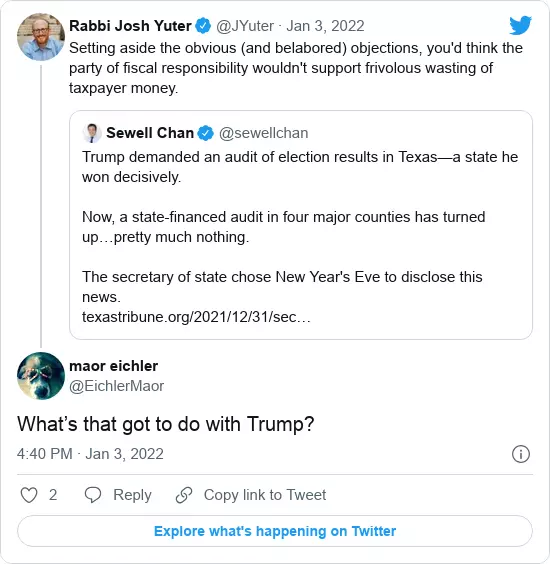 Rabbi Josh Yuter @JYuter · Jan 3, 2022
Setting aside the obvious (and belabored) objections, you'd think the
party of fiscal responsibility wouldn't support frivolous wasting of
taxpayer money.
Sewell Chan @sewellchan
Trump demanded an audit of election results in Texas—a state he
won decisively.
Now, a state-financed audit in four major counties has turned
up…pretty much nothing.
The secretary of state chose New Year's Eve to disclose this
news.
texastribune.org/2021/12/31/sec…
maor eichler
@EichlerMaor
What’s that got to do with Trump?
4:40 PM · Jan 3, 2022
2 Reply Copy link to Tweet
Explore what's happening on Twitter